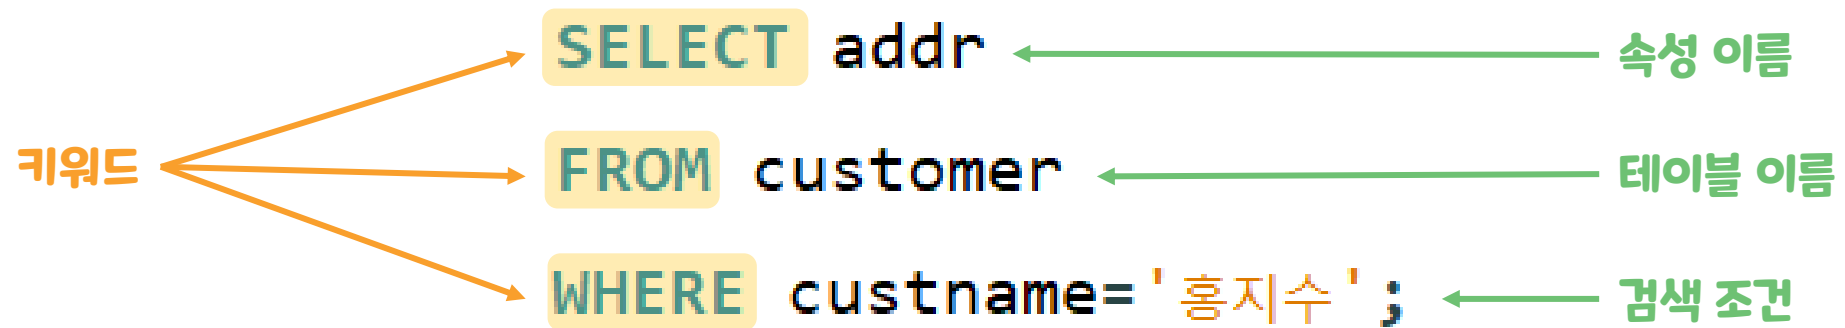 SELECT addr
속성 이름
키워드
FROM customer
테이블 이름
WHERE custname='홍지수';
검색 조건